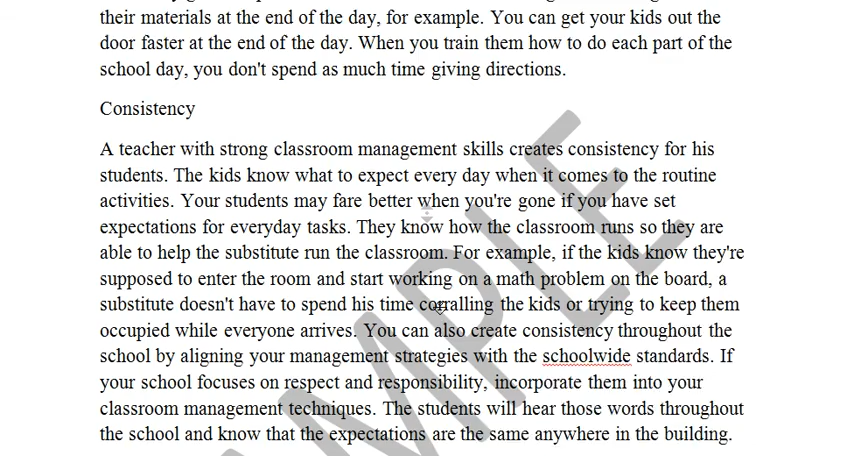 their materials at the end of the day, for example. You can get your kids out the
door faster at the end of the day. When you train them how to do each part of the
school day, you don't spend as much time giving directions.
Consistency
A teacher with strong classroom management skills creates consistency for his
students. The kids know what to expect every day when it comes to the routine
activities. Your students may fare better when you're gone if you have set
expectations for everyday tasks. They know how the classroom runs so they are
able to help the substitute run the classroom. For example, if the kids know they're
supposed to enter the room and start working on a math problem on the board, a
substitute doesn't have to spend his time corralling the kids or trying to keep them
occupied while everyone arrives. You can also create consistency throughout the
school by aligning your management strategies with the schoolwide standards. If
your school focuses on respect and responsibility, incorporate them into your
classroom management techniques. The students will hear those words throughout
the school and know that the expectations are the same anywhere in the building.
SAMPLE